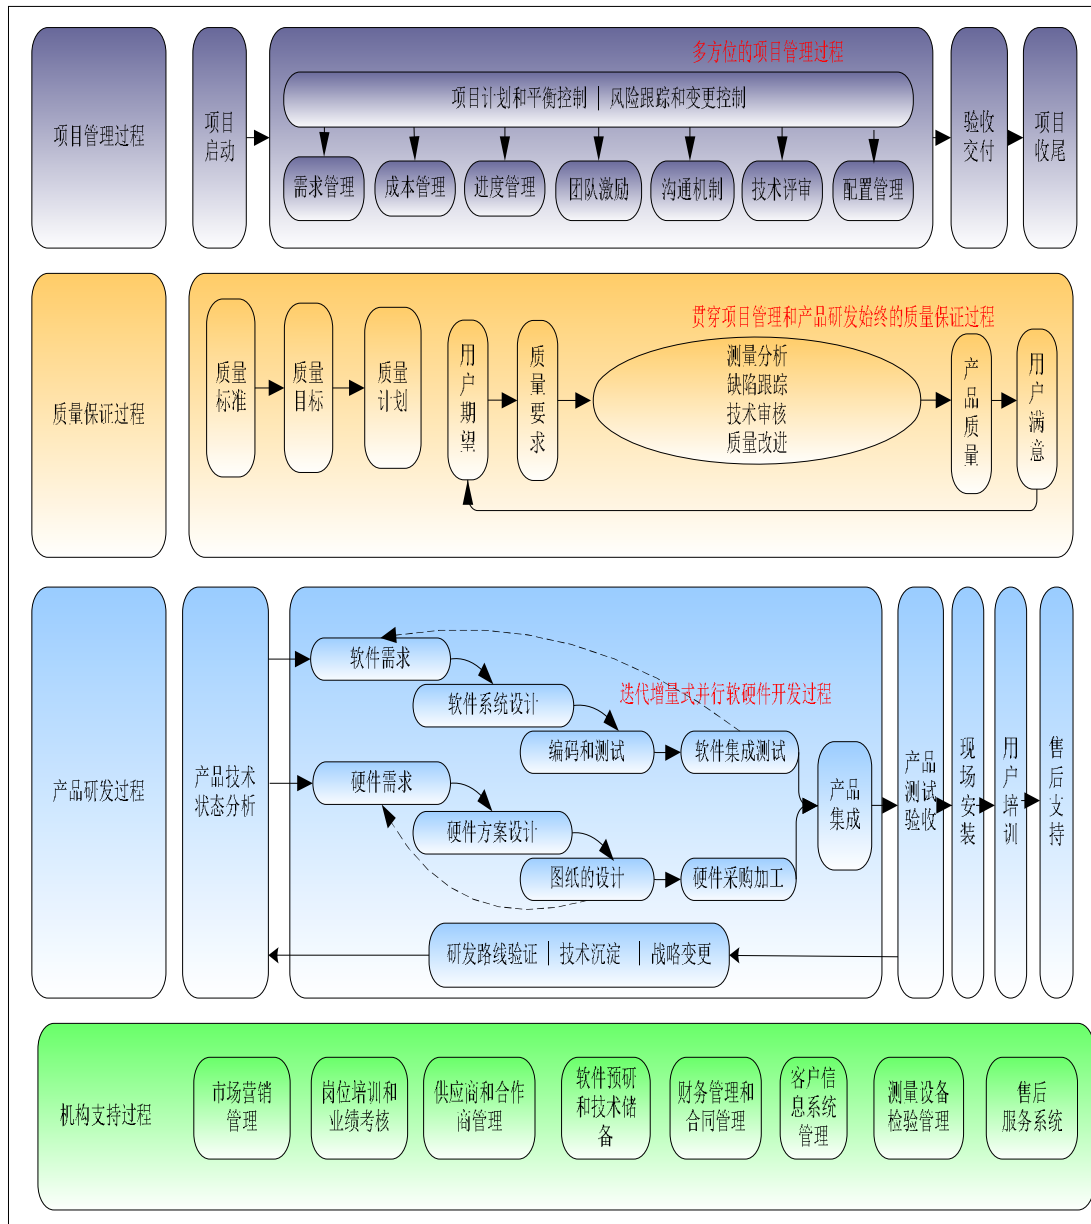 多方位的项目管理过程
项目计划和平衡控制 | 风险跟踪和变更控制
项目管理过程
项目
启动
需求管理
成本管理
进度管理
团队激励
沟通机制
技术评审
配置管理
验收
交付
项目
收尾
贯穿项目管理和产品研发始终的质量保证过程
质量保证过程
质量
标准
质量
目标
质量
计划
用户期望
质量要求
测量分析
缺陷跟踪
技术审核
质量改进
产品质量
用户满意
产品研发过程
产品技术
状态分析
软件需求
软件系统设计
迭代增量式并行软硬件开发过程
编码和测试
软件集成测试
硬件需求
硬件方案设计
图纸的设计
硬件采购加工
产品
集成
产品
测试
验收
现场安装
用户培训
售后支持
研发路线验证 | 技术沉淀 | 战略变更
机构支持过程
市场营销
管理
岗位培训和
业绩考核
供应商和合作
商管理
软件预研
和技术储
备
财务管理和
合同管理
客户信
息系统
管理
测量设备
检验管理
售后
服务系统